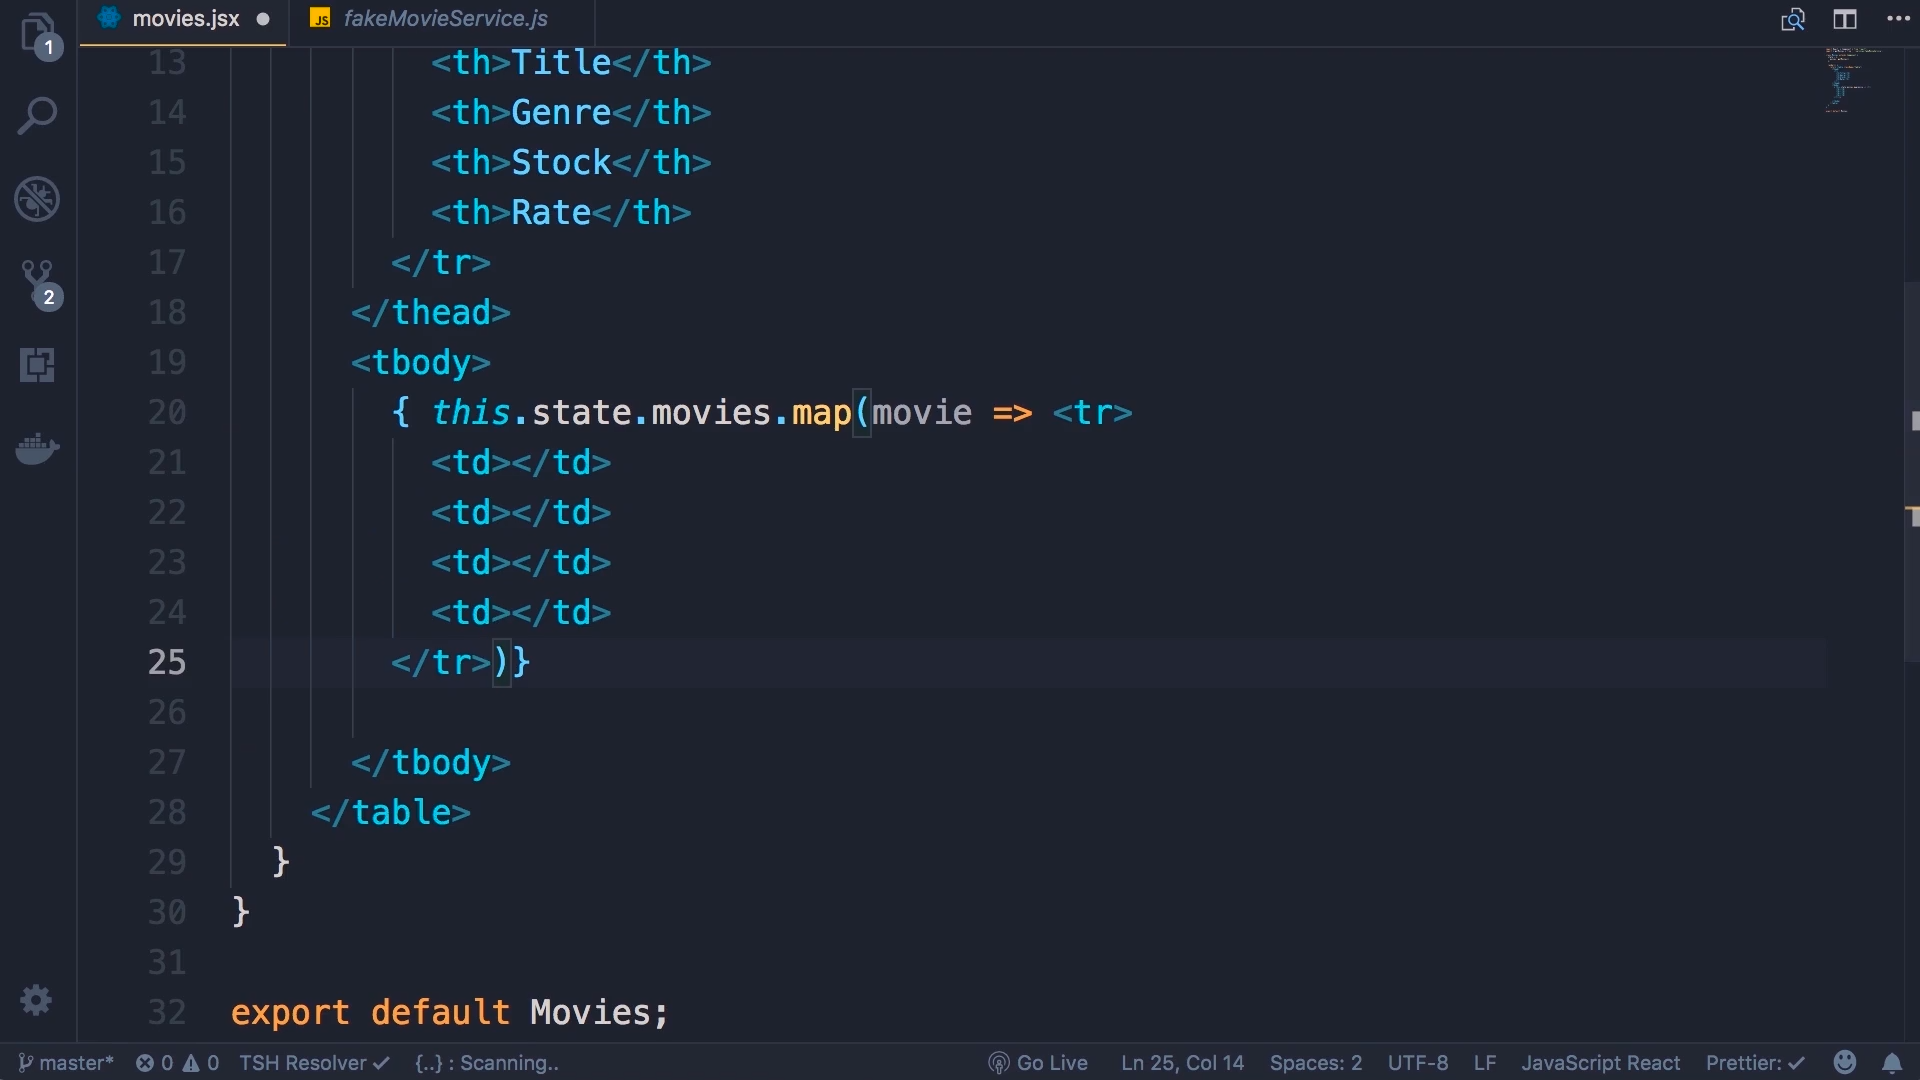 movies.jsx ●
JS fakeMovieService.js
1
2
13 <th>Title</th>
14 <th>Genre</th>
15 <th>Stock</th>
16 <th>Rate</th>
17 </tr>
18 </thead>
19 <tbody>
20 { this.state.movies.map(movie => <tr>
21 <td></td>
22 <td></td>
23 <td></td>
24 <td></td>
25 </tr>)}
26
27 </tbody>
28 </table>
29 }
30 }
31
32 export default Movies;
master* 0 0 TSH Resolver ✓ {..} : Scanning.. Go Live Ln 25, Col 14 Spaces: 2 UTF-8 LF JavaScript React Prettier: ✓